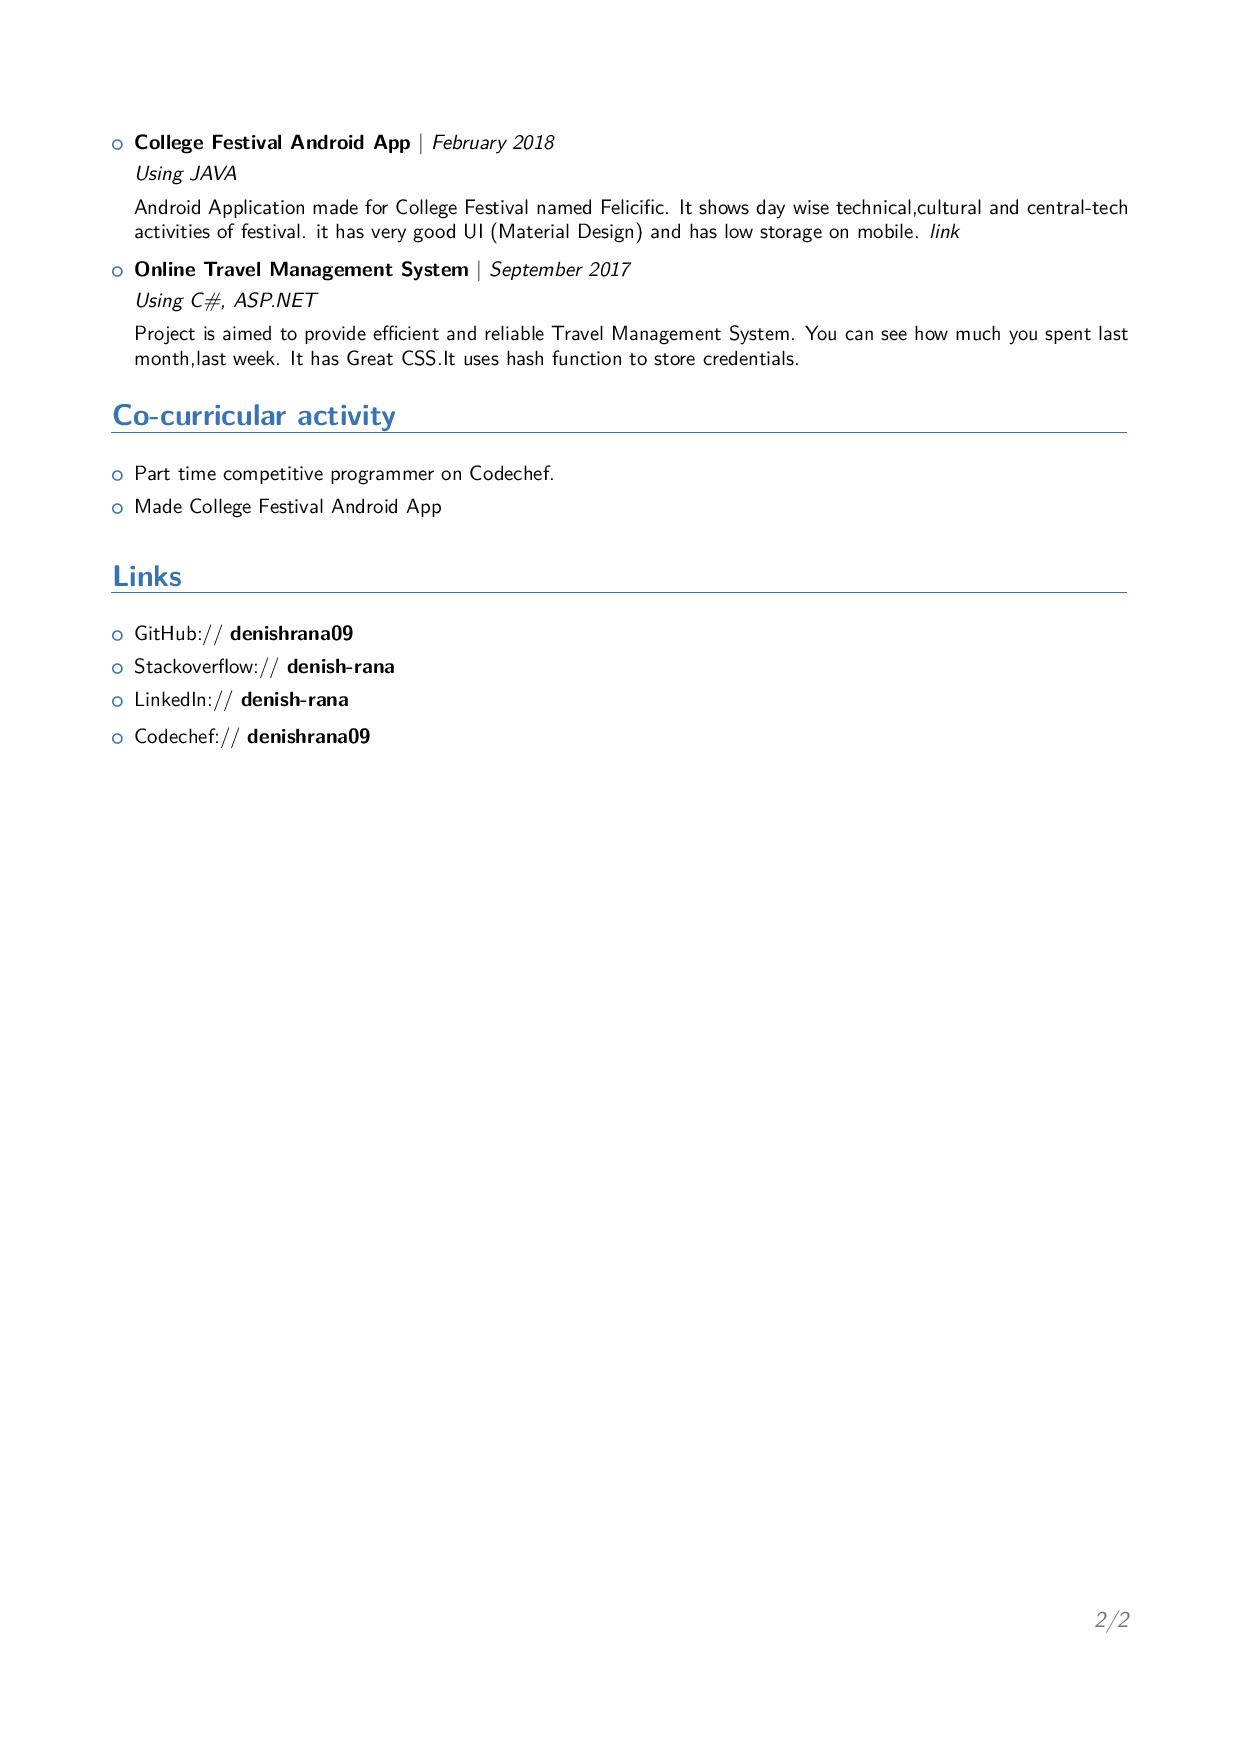 College Festival Android App | February 2018
Using JAVA
Android Application made for College Festival named Felicific. It shows day wise technical,cultural and central-tech
activities of festival. it has very good UI (Material Design) and has low storage on mobile. link
Online Travel Management System | September 2017
Using C#, ASP.NET
Project is aimed to provide efficient and reliable Travel Management System. You can see how much you spent last
month,last week. It has Great CSS.It uses hash function to store credentials.
Co-curricular activity
Part time competitive programmer on Codechef.
Made College Festival Android App
Links
GitHub:// denishrana09
Stackoverflow:// denish-rana
LinkedIn:// denish-rana
Codechef:// denishrana09
2/2